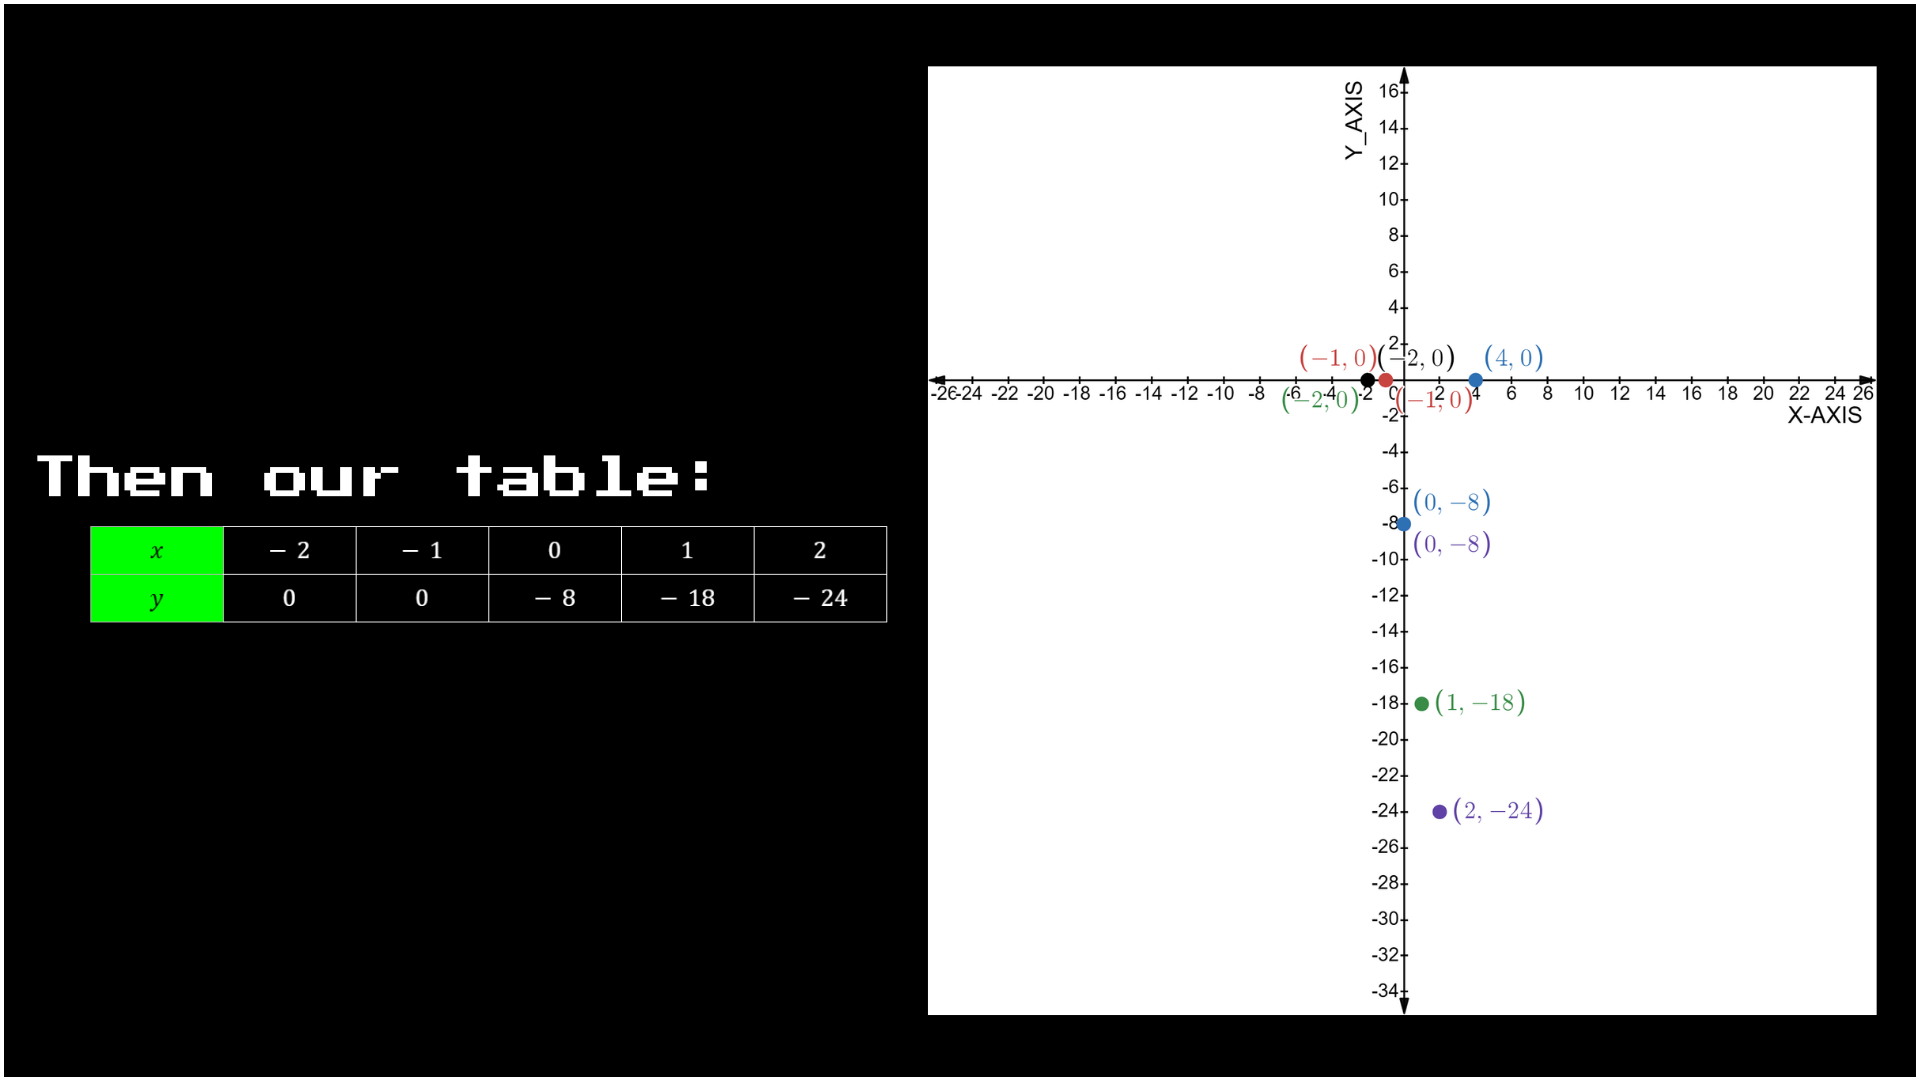 Then our table:
x − 2 − 1 0 1 2
y 0 0 − 8 − 18 − 24
Y_AXIS
16
14
12
10
8
6
4
2
(−1, 0) (−2, 0) (4, 0)
-26 -24 -22 -20 -18 -16 -14 -12 -10 -8 -6 -4 -2 0 2 4 6 8 10 12 14 16 18 20 22 24 26
(−2, 0) (−1, 0)
X-AXIS
-2
-4
-6
(0, −8)
-8
(0, −8)
-10
-12
-14
-16
-18 (1, −18)
-20
-22
-24 (2, −24)
-26
-28
-30
-32
-34